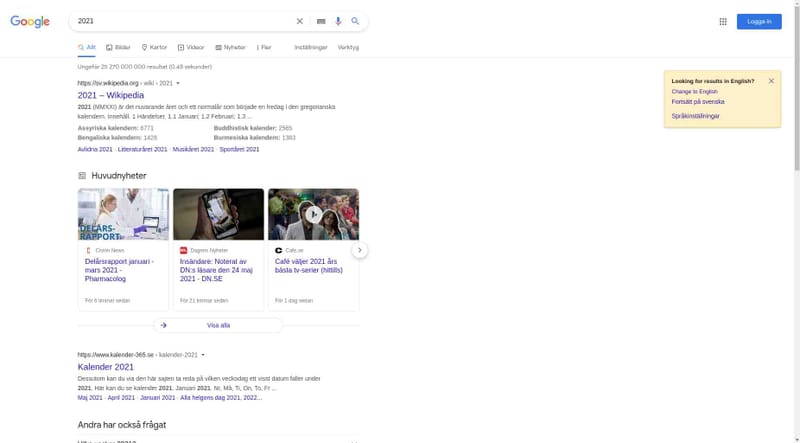 Google
2021
Logga in
Allt
Bilder
Kartor
Videor
Nyheter
Fler
Inställningar
Verktyg
Ungefär 25 270 000 000 resultat (0,48 sekunder)
https://sv.wikipedia.org › wiki › 2021
2021 – Wikipedia
2021 (MMXXI) är det nuvarande året och ett normalår som började en fredag i den gregorianska
kalendern. Innehåll. 1 Händelser. 1.1 Januari; 1.2 Februari; 1.3 ...
Assyriska kalendern: 6771
Buddhistisk kalender: 2565
Bengaliska kalendern: 1428
Burmesiska kalendern: 1383
Avlidna 2021 · Litteraturåret 2021 · Musikåret 2021 · Sportåret 2021
Looking for results in English?
Change to English
Fortsätt på svenska
Språkinställningar
Huvudnyheter
DELÅRS-
RAPPORT
Cision News
Delårsrapport januari -
mars 2021 -
Pharmacolog
För 6 timmar sedan
Dagens Nyheter
Insändare: Noterat av
DN:s läsare den 24 maj
2021 - DN.SE
För 21 timmar sedan
Cafe.se
Café väljer 2021 års
bästa tv-serier (hittills)
För 1 dag sedan
Visa alla
https://www.kalender-365.se › kalender-2021
Kalender 2021
Dessutom kan du via den här sajten ta reda på vilken veckodag ett visst datum faller under
2021. Här kan du se kalender 2021. Januari 2021. Nr, Må, Ti, On, To, Fr ...
Maj 2021 · April 2021 · Januari 2021 · Alla helgons dag 2021, 2022...
Andra har också frågat